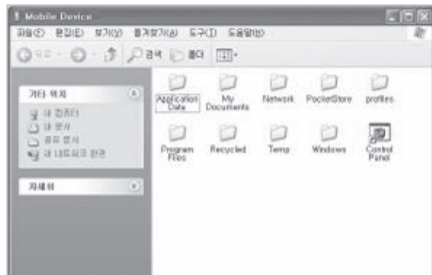 Mobile Device
파일(F) 편집(E) 보기(V) 즐겨찾기(A) 도구(T) 도움말(H)
뒤로 검색 폴더
기타 위치
내 컴퓨터
내 문서
공유 문서
내 네트워크 환경
자세히
Application Data
My Documents
Network
PocketStore
profiles
Program Files
Recycled
Temp
Windows
Control Panel